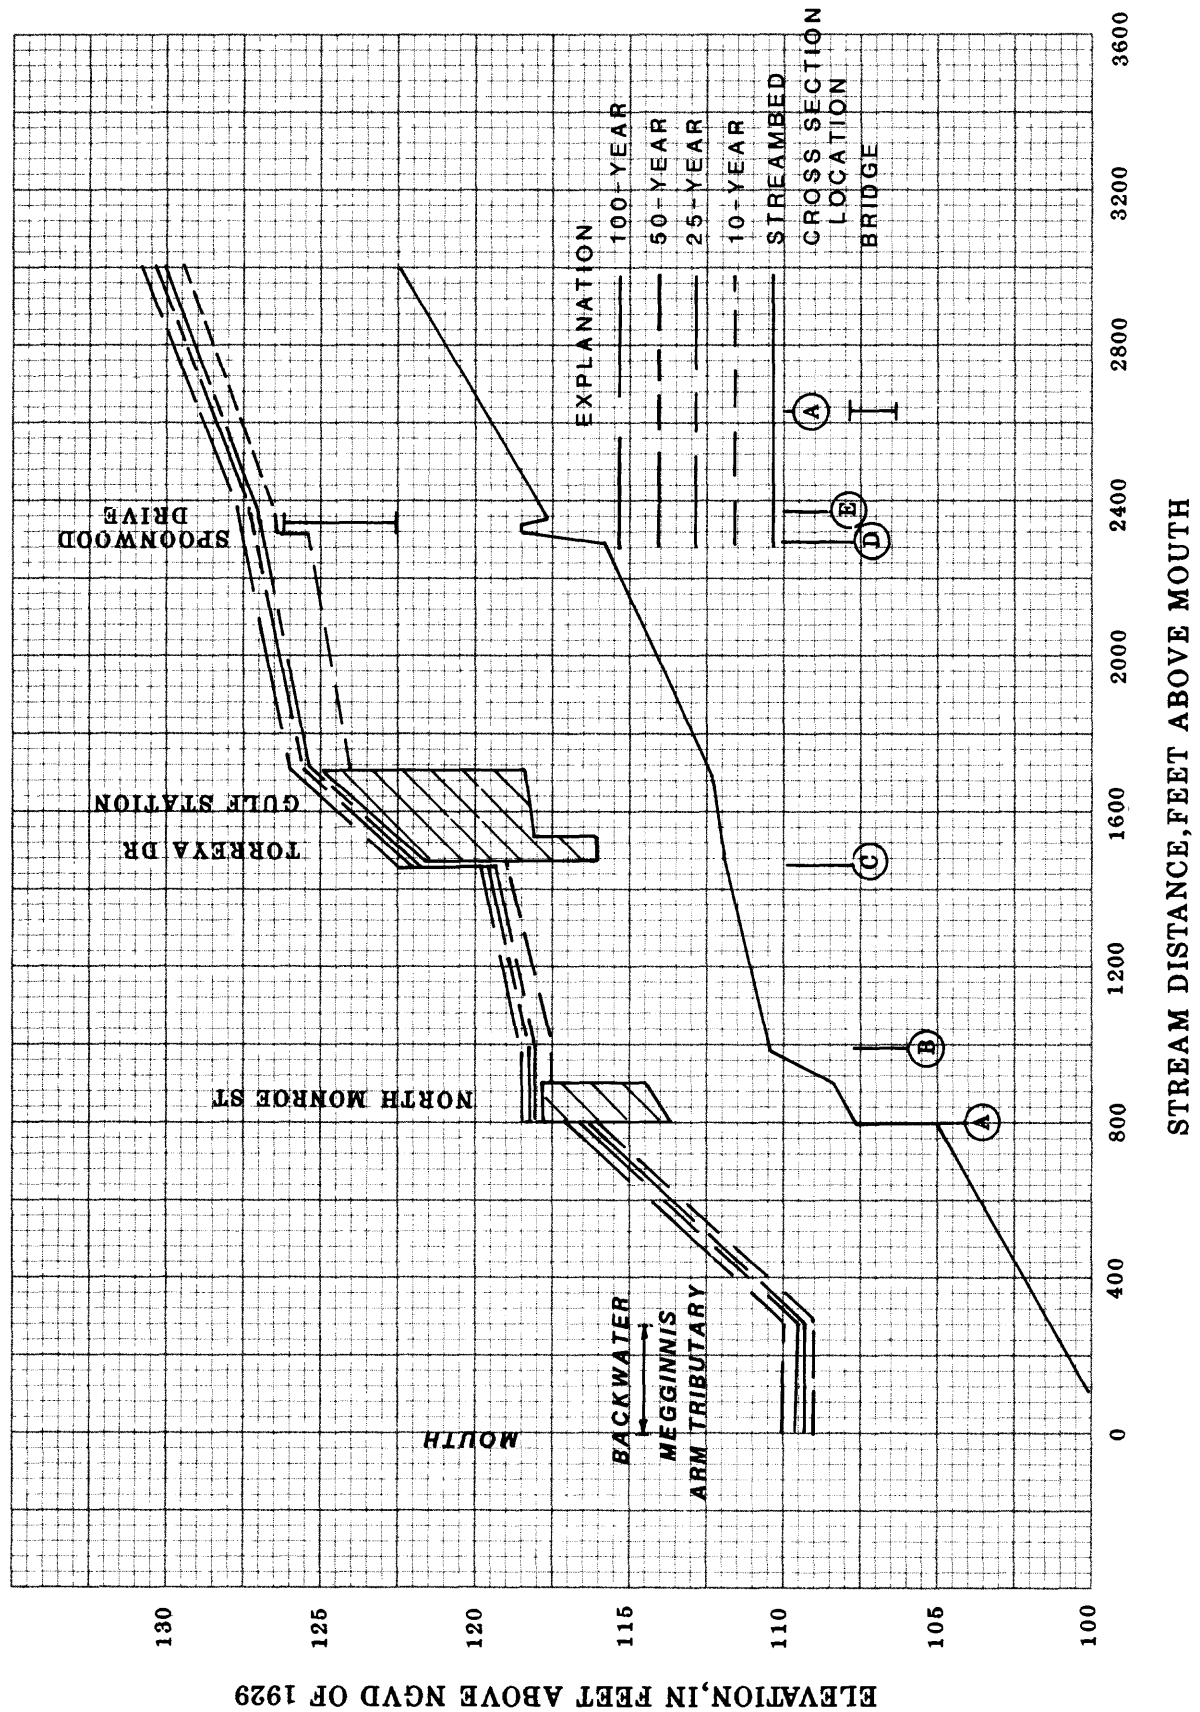 ELEVATION, IN FEET ABOVE NGVD OF 1929
130
125
120
115
110
105
100
STREAM DISTANCE, FEET ABOVE MOUTH
0
400
800
1200
1600
2000
2400
2800
3200
3600
MOUTH
BACKWATER
MEGGINNIS
ARM TRIBUTARY
NORTH MONROE ST
TORREYA DR
GULF STATION
SPOONWOOD
DRIVE
A
B
C
D
E
EXPLANATION
100-YEAR
50-YEAR
25-YEAR
10-YEAR
STREAMBED
A
CROSS SECTION
LOCATION
BRIDGE